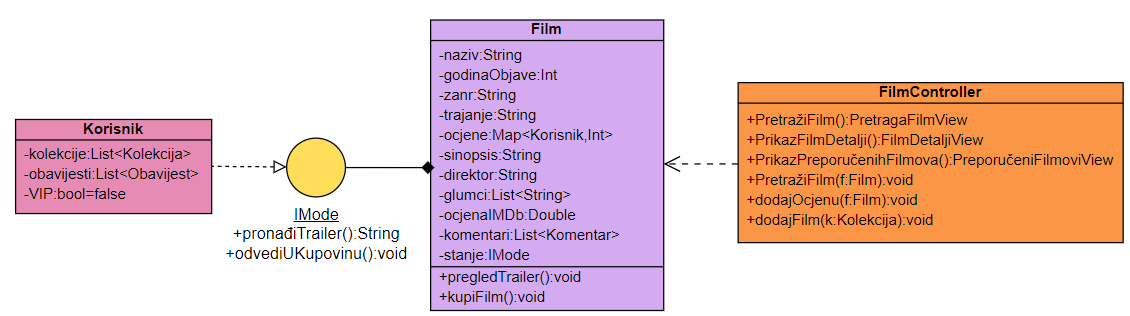 Korisnik
-kolekcije:List<Kolekcija>
-obavijesti:List<Obavijest>
-VIP:bool=false
IMode
+pronađiTrailer():String
+odvediUKupovinu():void
Film
-naziv:String
-godinaObjave:Int
-zanr:String
-trajanje:String
-ocjene:Map<Korisnik,Int>
-sinopsis:String
-direktor:String
-glumci:List<String>
-ocjenaIMDb:Double
-komentari:List<Komentar>
-stanje:IMode
+pregledTrailer():void
+kupiFilm():void
FilmController
+PretražiFilm():PretragaFilmView
+PrikazFilmDetalji():FilmDetaljiView
+PrikazPreporučenihFilmova():PreporučeniFilmoviView
+PretražiFilm(f:Film):void
+dodajOcjenu(f:Film):void
+dodajFilm(k:Kolekcija):void